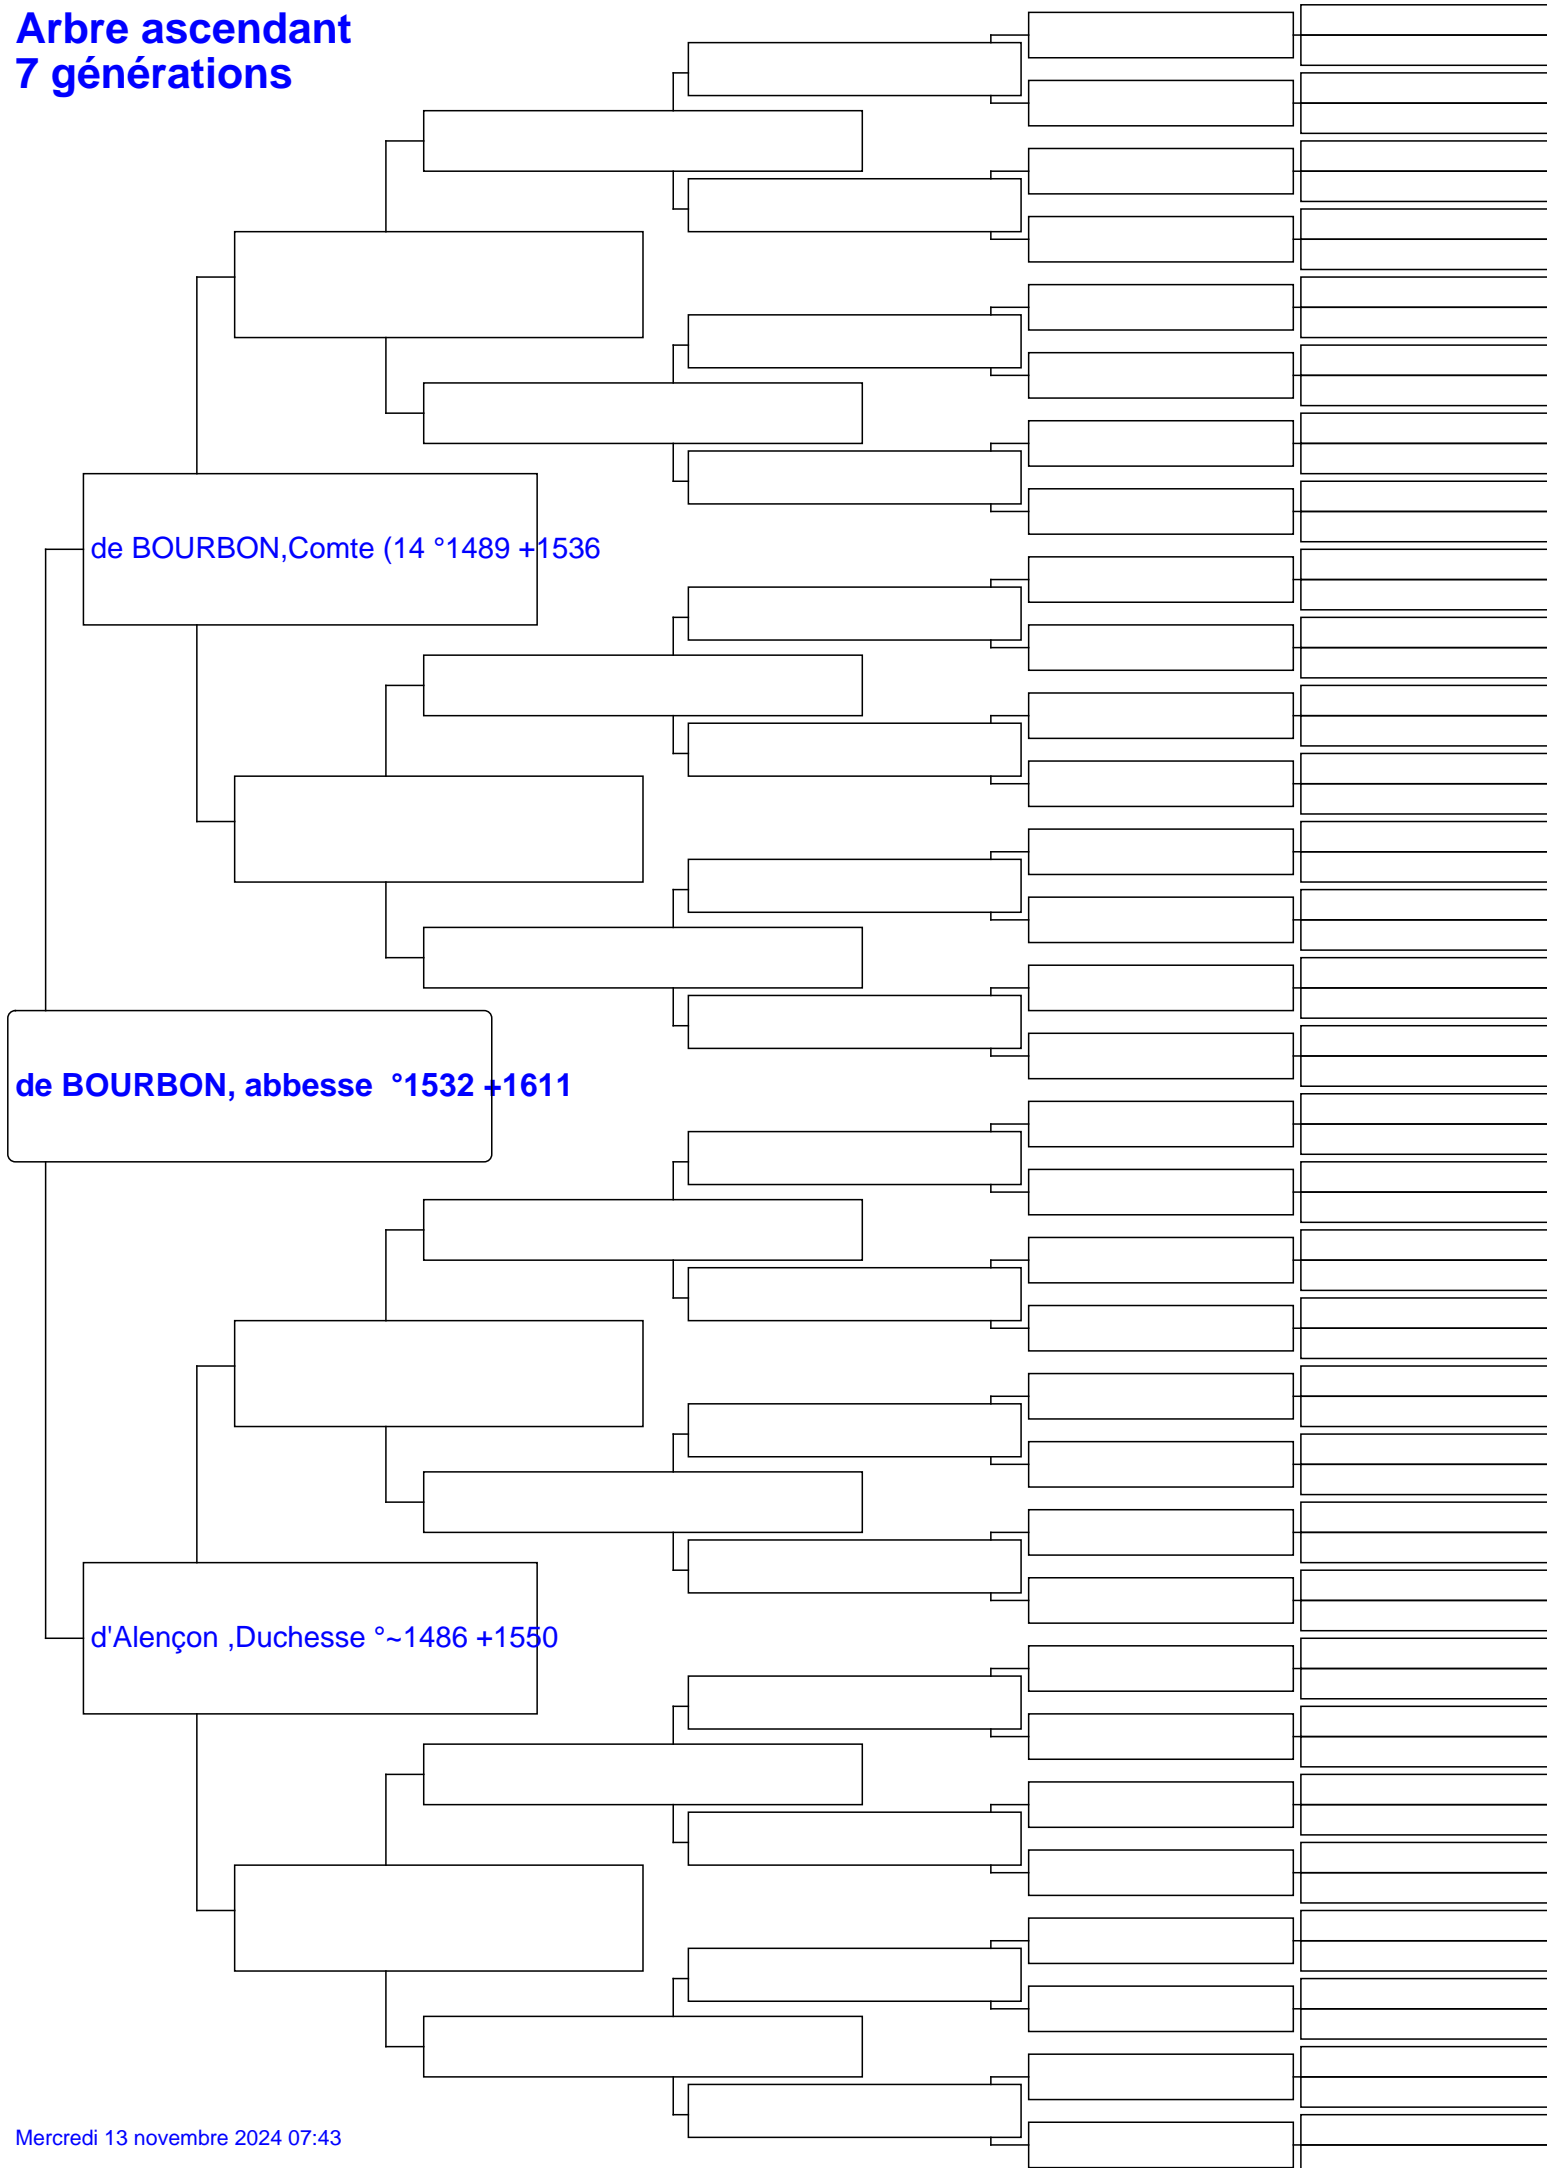 Arbre ascendant
7 générations
de BOURBON,Comte (14 °1489 +1536
de BOURBON, abbesse  °1532 +1611
d'Alençon ,Duchesse °~1486 +1550
Mercredi 13 novembre 2024 07:43